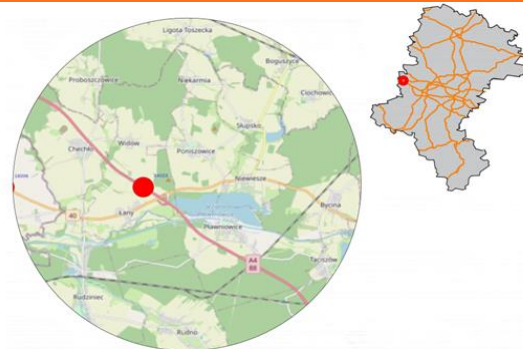 Ligota Toszecka
Boguszyce
Proboszczowice
Niekarmia
Ciochowice
Słupsko
Widów
Chechło
Poniszowice
Niewiesze
40
Łany
Bycina
Pławniowice
A4
88
Taciszów
Rudziniec
Rudno